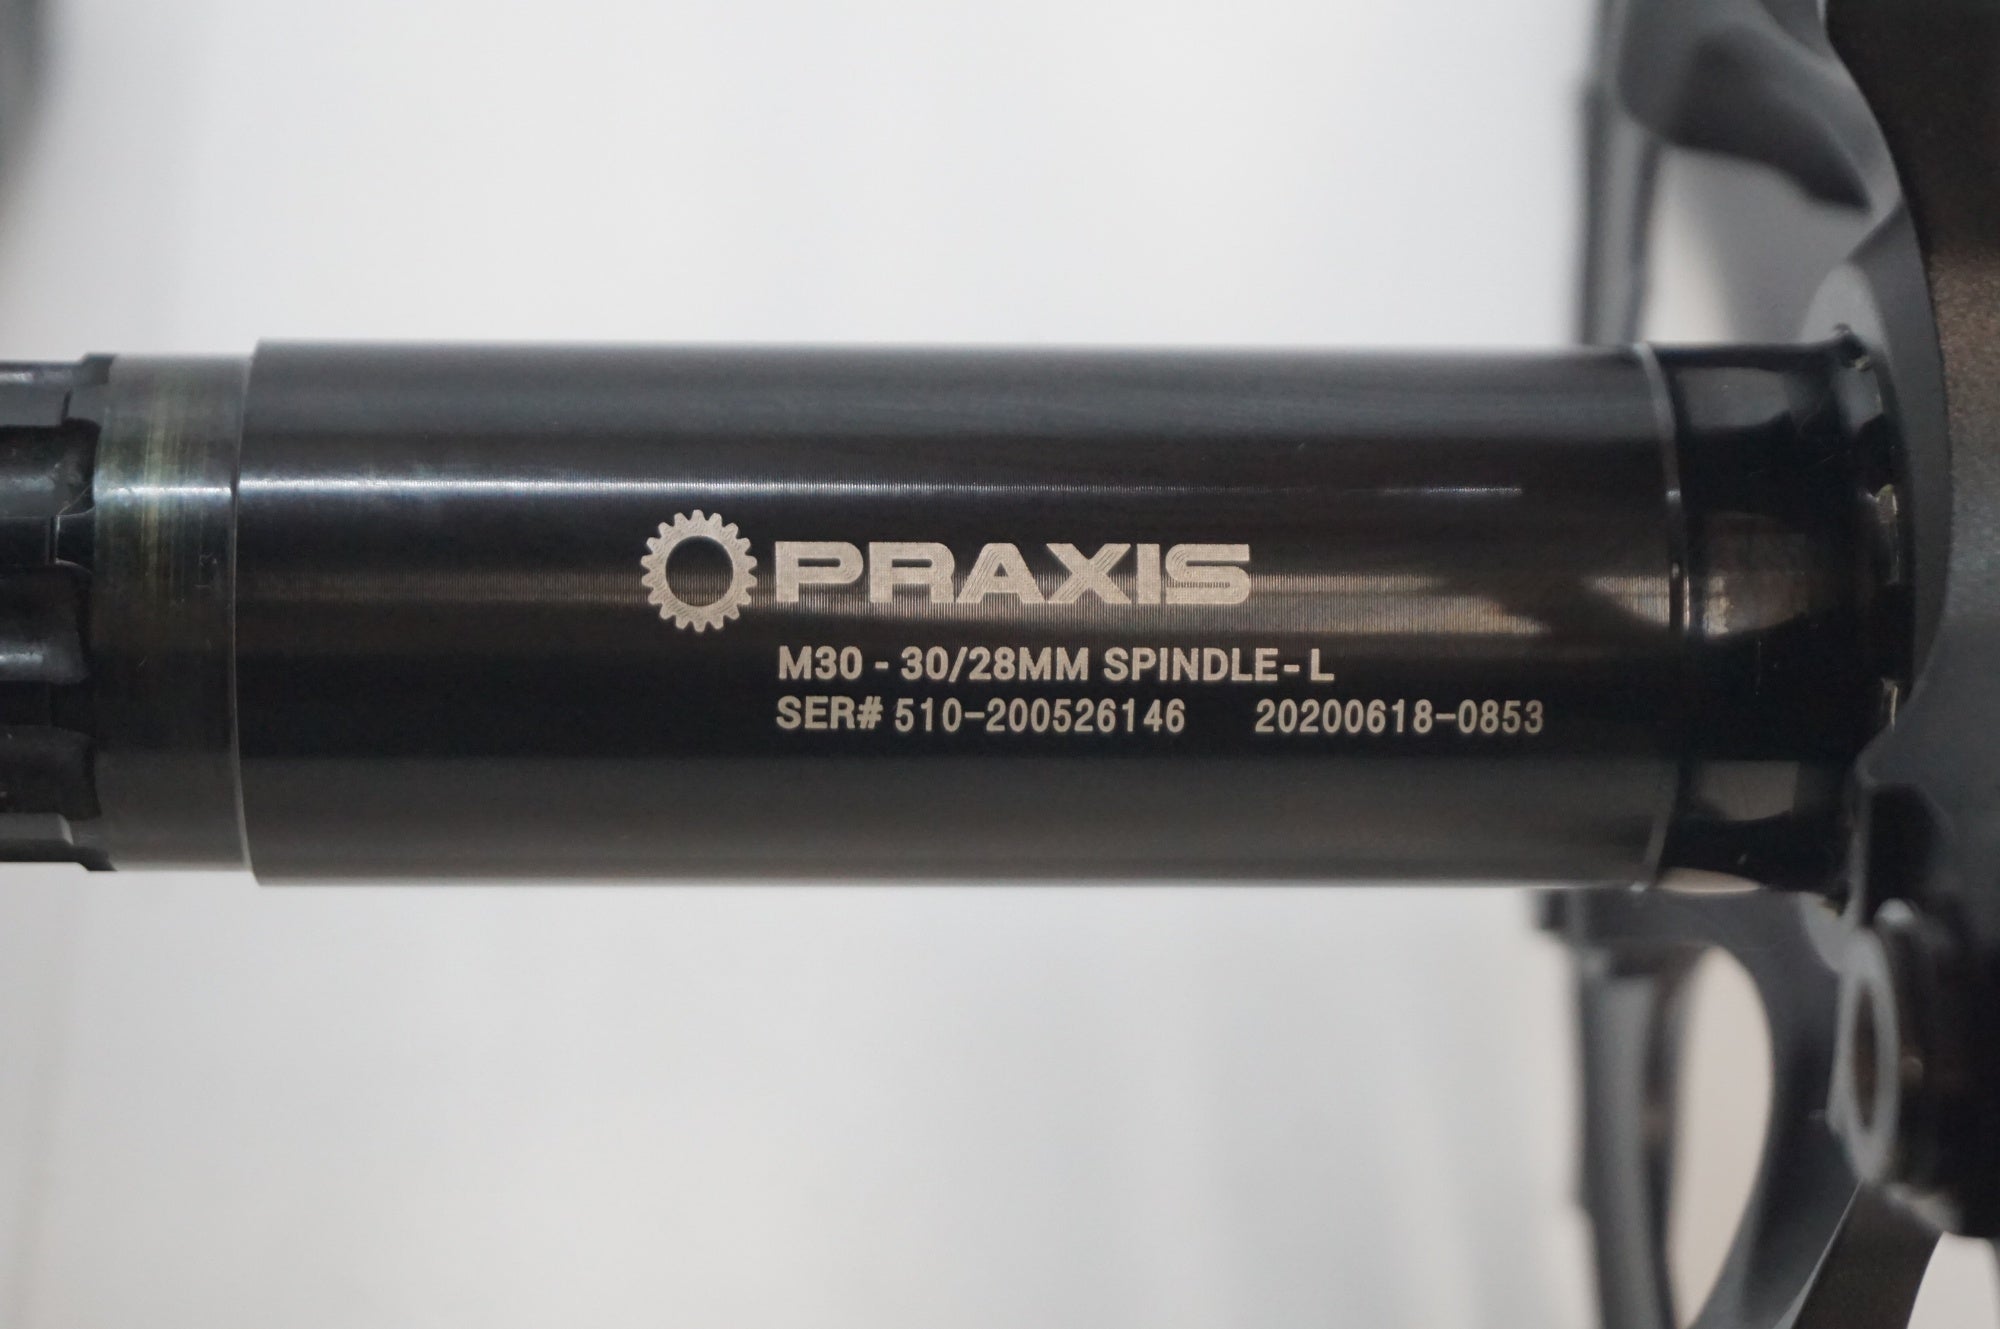 PRAXIS
M30 - 30/28MM SPINDLE-L
SER# 510-200526146 20200618-0853